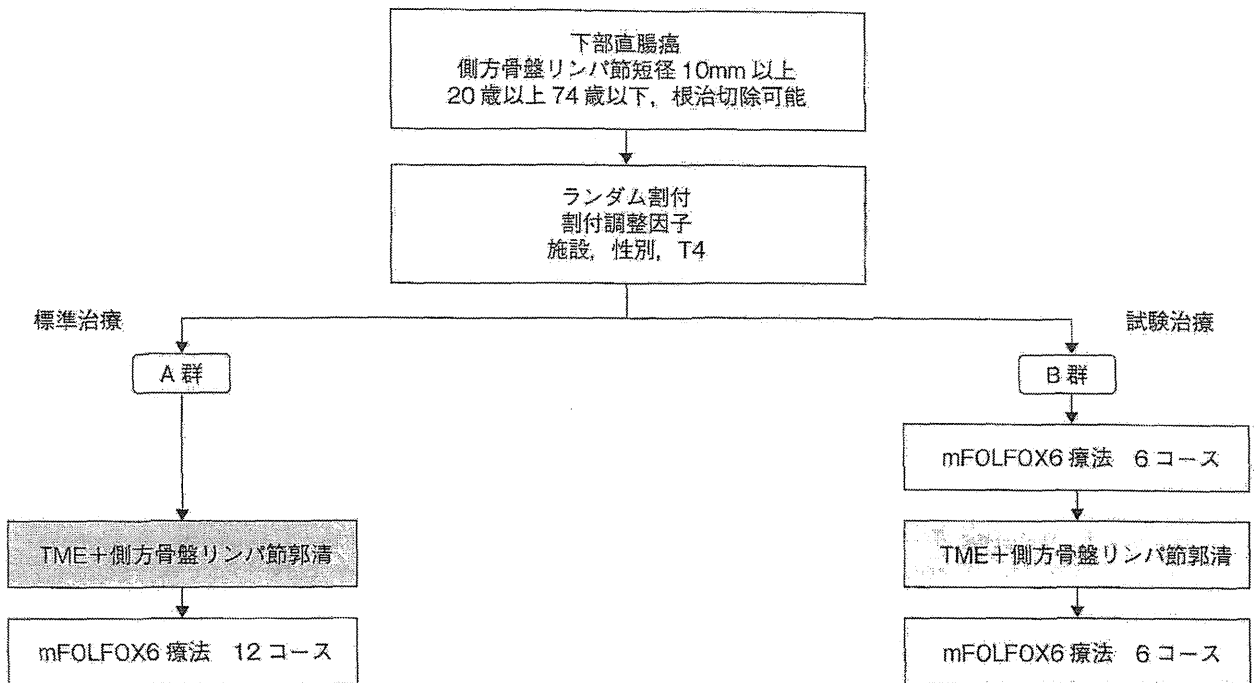 下部直腸癌
側方骨盤リンパ節短径 10mm 以上
20 歳以上 74 歳以下，根治切除可能
ランダム割付
割付調整因子
施設，性別，T4
標準治療
試験治療
A 群
B 群
mFOLFOX6 療法　6 コース
TME＋側方骨盤リンパ節郭清
TME＋側方骨盤リンパ節郭清
mFOLFOX6 療法　12 コース
mFOLFOX6 療法　6 コース